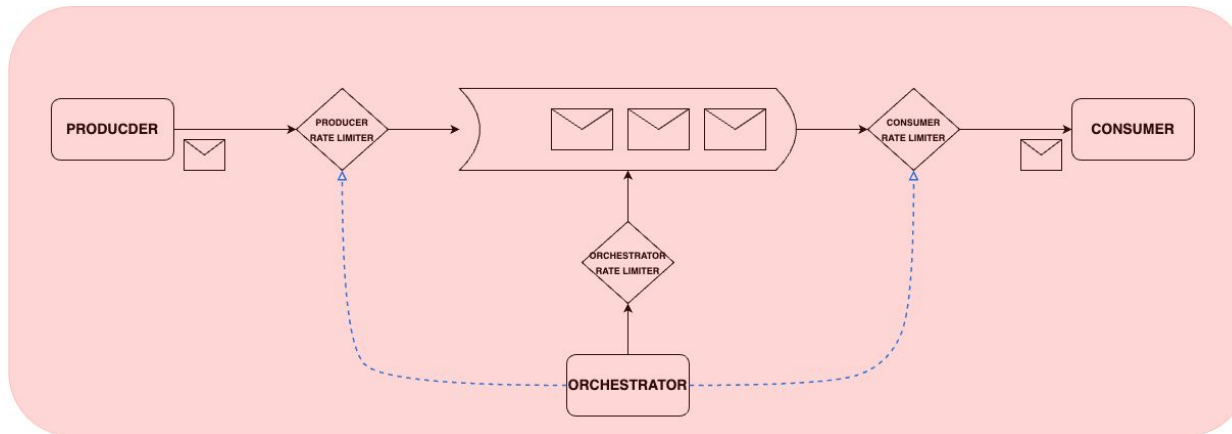 PRODUCDER
PRODUCER
RATE LIMITER
CONSUMER
RATE LIMITER
CONSUMER
ORCHESTRATOR
RATE LIMITER
ORCHESTRATOR